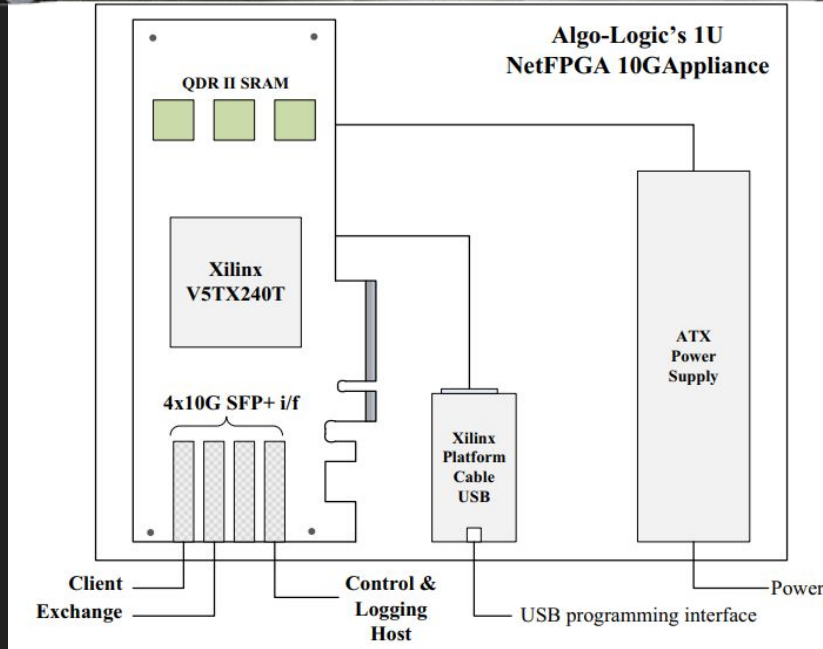 Algo-Logic's 1U
NetFPGA 10GAppliance
QDR II SRAM
Xilinx
V5TX240T
ATX
Power
Supply
4x10G SFP+ i/f
Xilinx
Platform
Cable
USB
Client
Exchange
Control &
Logging
Host
USB programming interface
Power